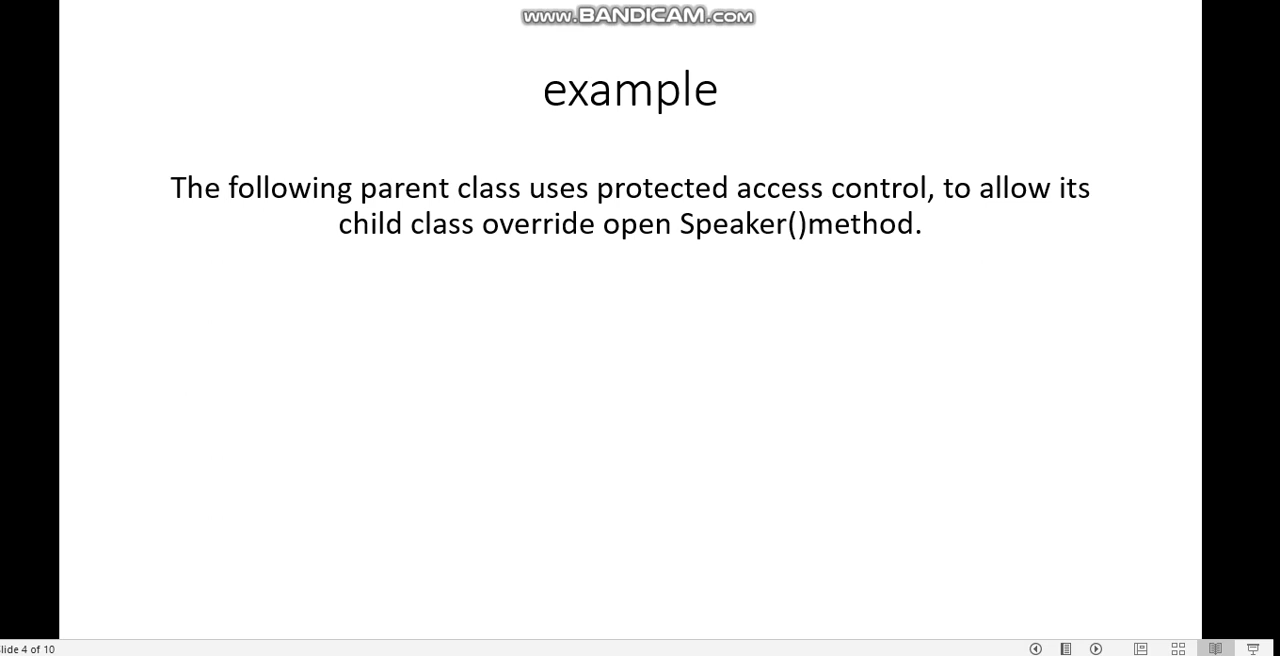 www.BANDICAM.COM
example
The following parent class uses protected access control, to allow its
child class override open Speaker()method.
lide 4 of 10